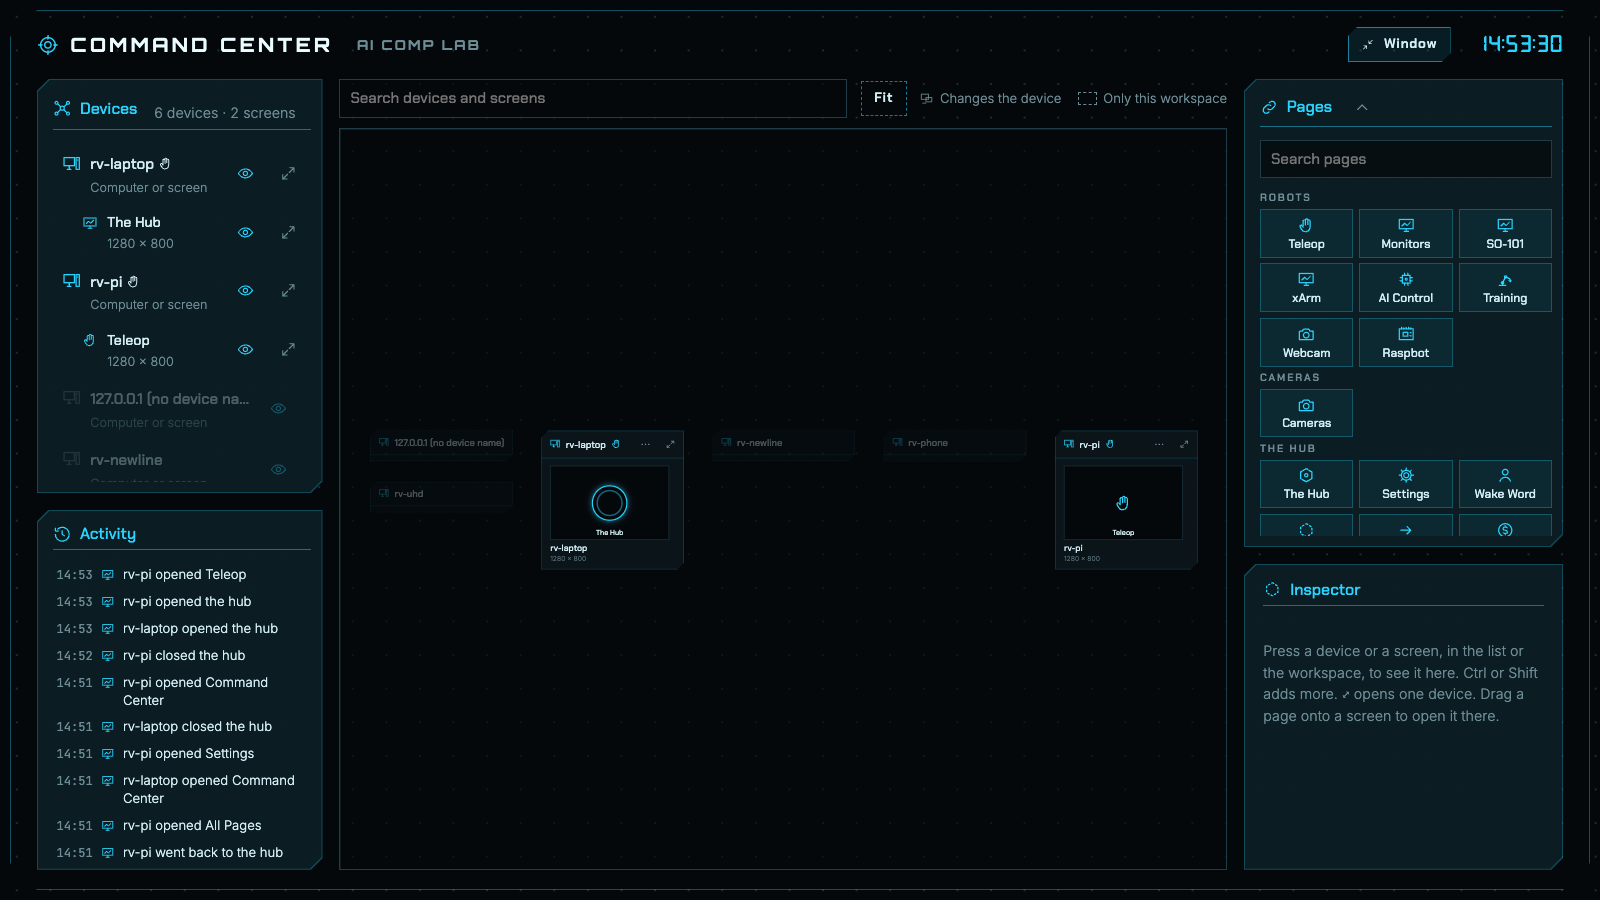 COMMAND CENTER
AI COMP LAB
Window
14:53:30
Devices
6 devices · 2 screens
rv-laptop
Computer or screen
The Hub
1280 × 800
rv-pi
Computer or screen
Teleop
1280 × 800
127.0.0.1 (no device na...
Computer or screen
rv-newline
Activity
14:53 rv-pi opened Teleop
14:53 rv-pi opened the hub
14:53 rv-laptop opened the hub
14:52 rv-pi closed the hub
14:51 rv-pi opened Command
Center
14:51 rv-laptop closed the hub
14:51 rv-pi opened Settings
14:51 rv-laptop opened Command
Center
14:51 rv-pi opened All Pages
14:51 rv-pi went back to the hub
Search devices and screens
Fit
Changes the device
Only this workspace
127.0.0.1 (no device name)
rv-laptop
The Hub
rv-laptop
1280 × 800
rv-newline
rv-phone
rv-pi
Teleop
rv-pi
1280 × 800
rv-uhd
Pages
Search pages
ROBOTS
Teleop
Monitors
SO-101
xArm
AI Control
Training
Webcam
Raspbot
CAMERAS
Cameras
THE HUB
The Hub
Settings
Wake Word
Inspector
Press a device or a screen, in the list or
the workspace, to see it here. Ctrl or Shift
adds more. ⤢ opens one device. Drag a
page onto a screen to open it there.